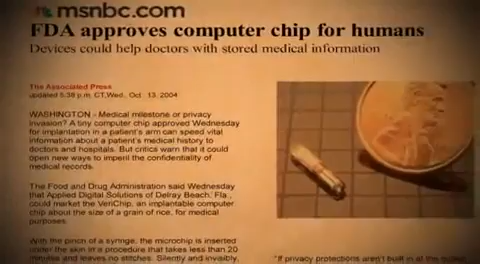 msnbc.com
FDA approves computer chip for humans
Devices could help doctors with stored medical information
The Associated Press
updated 5:38 p.m. CT,Wed., Oct. 13, 2004
WASHINGTON - Medical milestone or privacy
invasion? A tiny computer chip approved Wednesday
for implantation in a patient's arm can speed vital
information about a patient's medical history to
doctors and hospitals. But critics warn that it could
open new ways to imperil the confidentiality of
medical records.
The Food and Drug Administration said Wednesday
that Applied Digital Solutions of Delray Beach, Fla.,
could market the VeriChip, an implantable computer
chip about the size of a grain of rice, for medical
purposes.
With the pinch of a syringe, the microchip is inserted
under the skin in a procedure that takes less than 20
minutes and leaves no stitches. Silently and invisibly,
"If privacy protections aren't built in at the outset